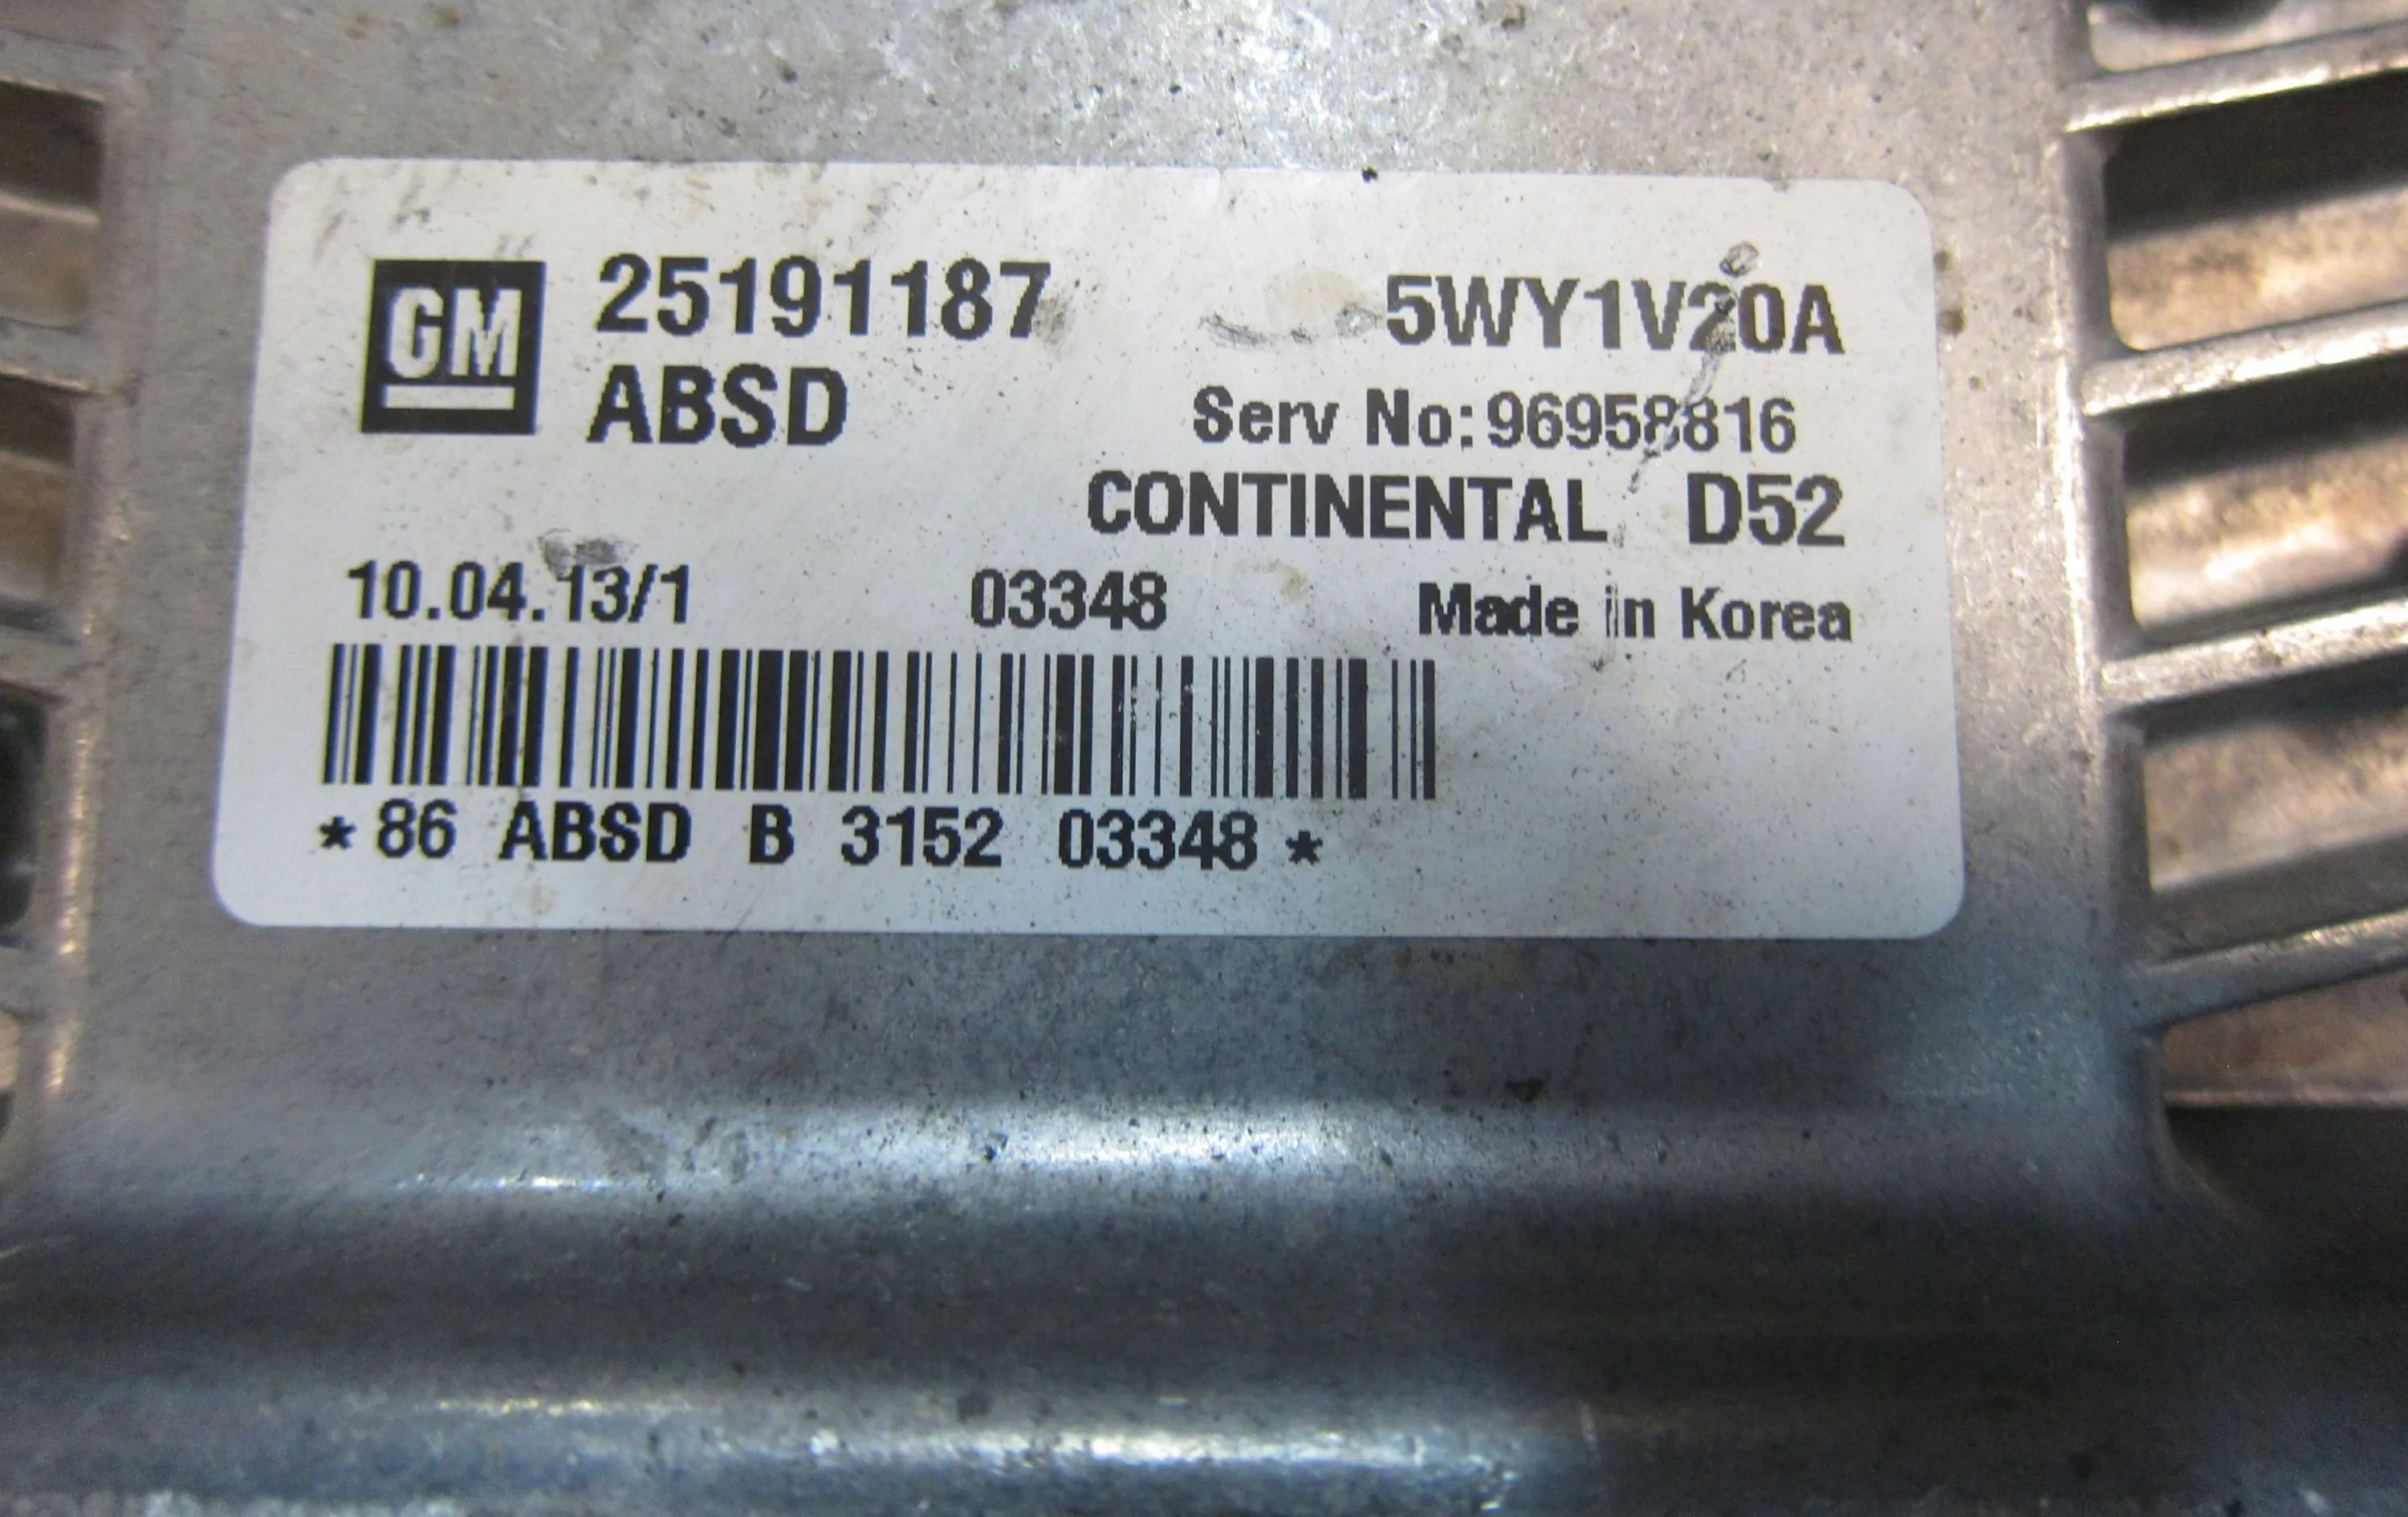 GM 25191187 5WY1V20A
ABSD Serv No:96958816
CONTINENTAL D52
10.04.13/1 03348 Made in Korea
*86 ABSD B 3152 03348*